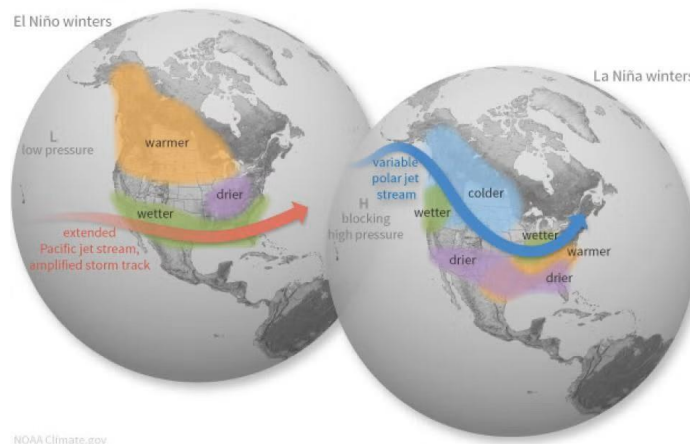 El Niño winters
L
low pressure
warmer
drier
wetter
extended
Pacific jet stream,
amplified storm track
La Niña winters
variable
polar jet
stream
colder
H
blocking
high pressure
wetter
wetter
warmer
drier
drier
NOAA Climate.gov